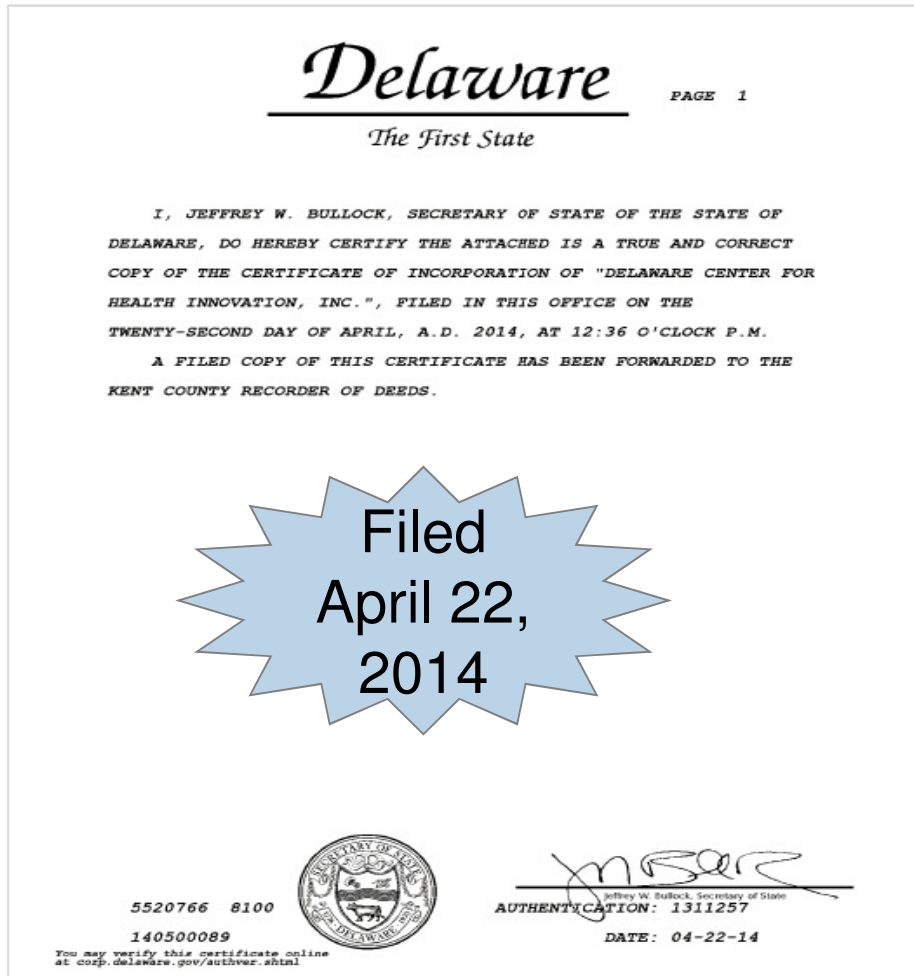 Delaware
PAGE 1
The First State
I, JEFFREY W. BULLOCK, SECRETARY OF STATE OF THE STATE OF
DELAWARE, DO HEREBY CERTIFY THE ATTACHED IS A TRUE AND CORRECT
COPY OF THE CERTIFICATE OF INCORPORATION OF "DELAWARE CENTER FOR
HEALTH INNOVATION, INC.", FILED IN THIS OFFICE ON THE
TWENTY-SECOND DAY OF APRIL, A.D. 2014, AT 12:36 O'CLOCK P.M.
A FILED COPY OF THIS CERTIFICATE HAS BEEN FORWARDED TO THE
KENT COUNTY RECORDER OF DEEDS.
Filed
April 22,
2014
SECRETARY OF STATE
DELAWARE
Jeffrey W. Bullock, Secretary of State
5520766 8100
AUTHENTICATION: 1311257
140500089
DATE: 04-22-14
You may verify this certificate online
at corp.delaware.gov/authver.shtml